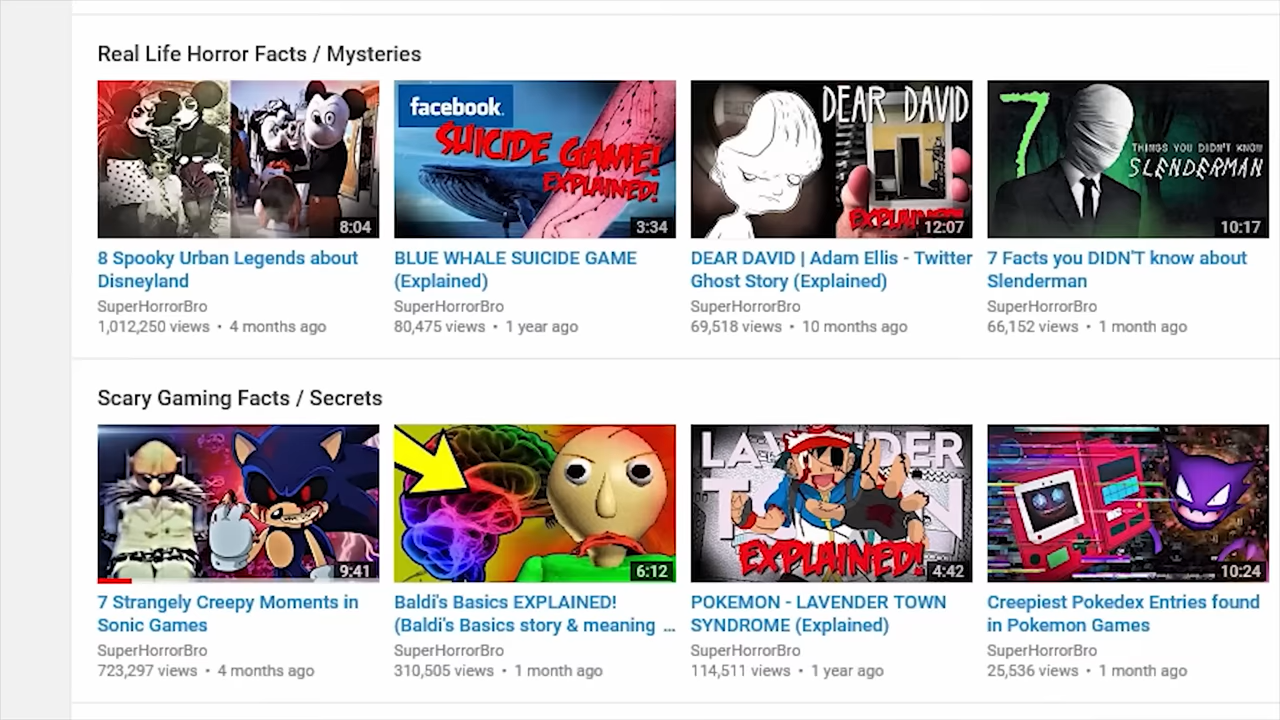 Real Life Horror Facts / Mysteries
facebook.
SUICIDE GAME!
EXPLAINED!
DEAR DAVID
EXPLAINED!
7
THINGS YOU DIDN'T KNOW
SLENDERMAN
8:04
3:34
12:07
10:17
8 Spooky Urban Legends about
Disneyland
SuperHorrorBro
1,012,250 views • 4 months ago
BLUE WHALE SUICIDE GAME
(Explained)
SuperHorrorBro
80,475 views • 1 year ago
DEAR DAVID | Adam Ellis - Twitter
Ghost Story (Explained)
SuperHorrorBro
69,518 views • 10 months ago
7 Facts you DIDN'T know about
Slenderman
SuperHorrorBro
66,152 views • 1 month ago
Scary Gaming Facts / Secrets
LAVENDER
TOWN
EXPLAINED!
9:41
6:12
4:42
10:24
7 Strangely Creepy Moments in
Sonic Games
SuperHorrorBro
723,297 views • 4 months ago
Baldi's Basics EXPLAINED!
(Baldi's Basics story & meaning ...
SuperHorrorBro
310,505 views • 1 month ago
POKEMON - LAVENDER TOWN
SYNDROME (Explained)
SuperHorrorBro
114,511 views • 1 year ago
Creepiest Pokedex Entries found
in Pokemon Games
SuperHorrorBro
25,536 views • 1 month ago